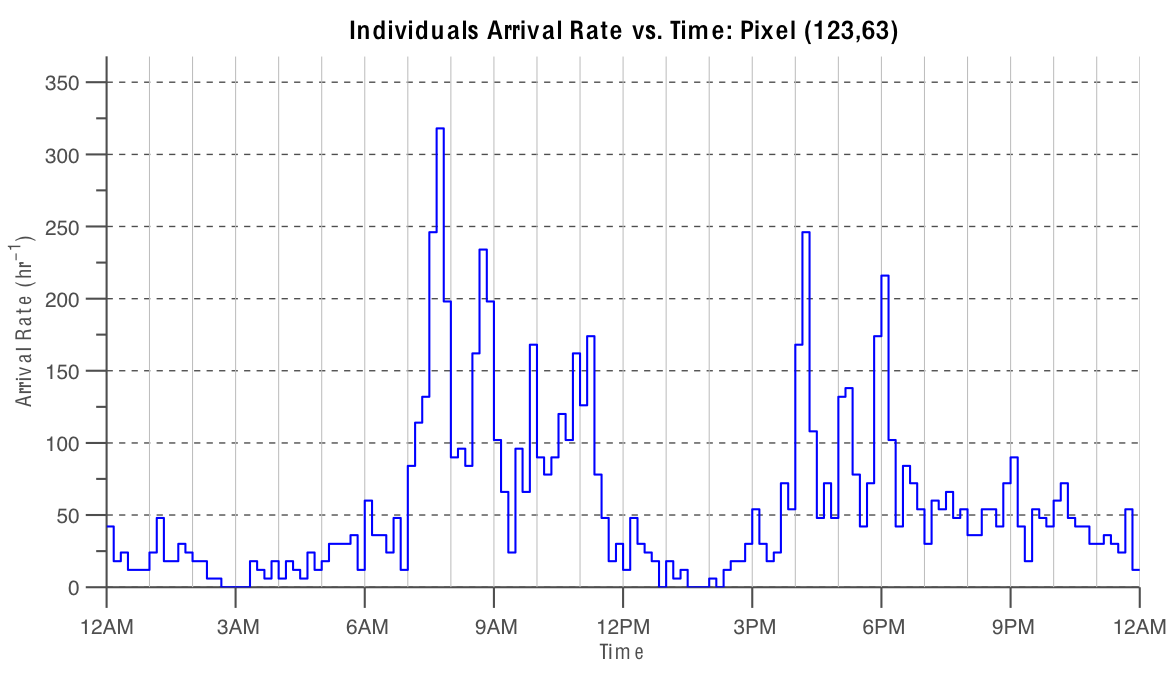 Individuals Arrival Rate vs. Time: Pixel (123,63)
350
300
250
200
150
100
50
0
Arrival Rate (hr⁻¹)
12AM 3AM 6AM 9AM 12PM 3PM 6PM 9PM 12AM
Time